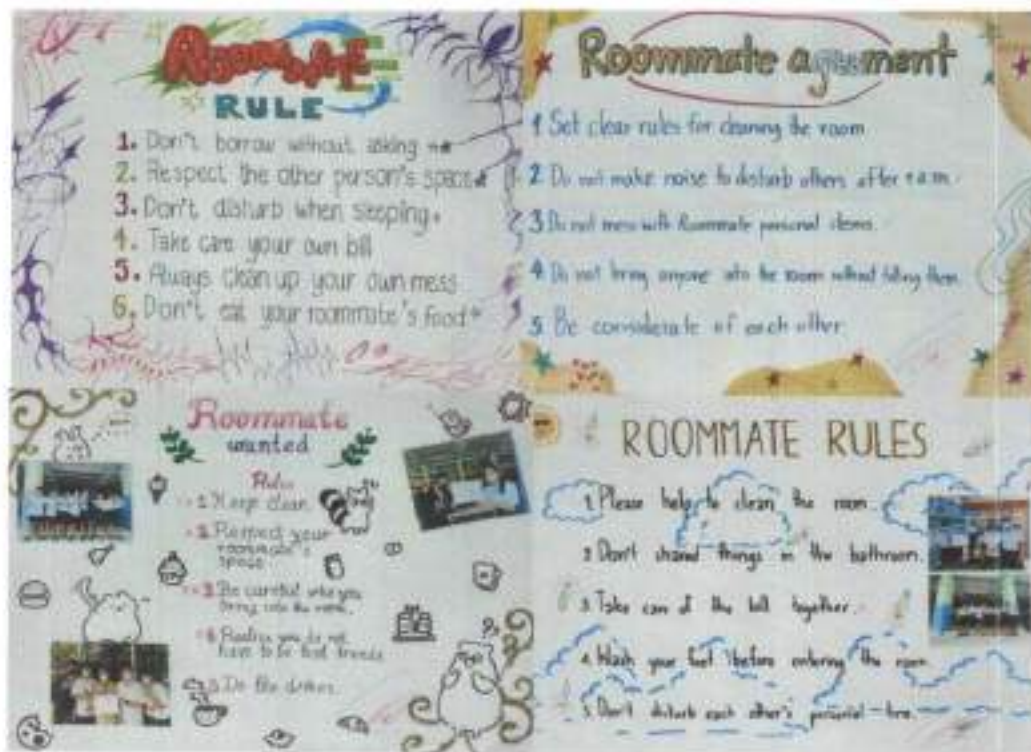 ROOMMATE
RULE
1. Don't borrow without asking
2. Respect the other person's space
3. Don't disturb when sleeping
4. Take care your own bill
5. Always clean up your own mess
6. Don't eat your roommate's food
Roommate agument
1 Set clear rules for cleaning the room
2 Do not make noise to disturb others after a.m.
3 Do not mess with Roommate personal items.
4 Do not bring anyone into the room without telling them.
5. Be considerate of each other.
Roommate
wanted
Rules
1 Keep clean
2 Respect your
roommate's
space
3 Be careful who you
bring into the room.
4 Realize you do not
have to be best friends
5 Do the dishes
ROOMMATE RULES
1. Please help to clean the room.
2 Don't shared things in the bathroom.
3 Take care of the bill together.
4. Wash your feet before entering the room.
5. Don't disturb each other's personal-time.